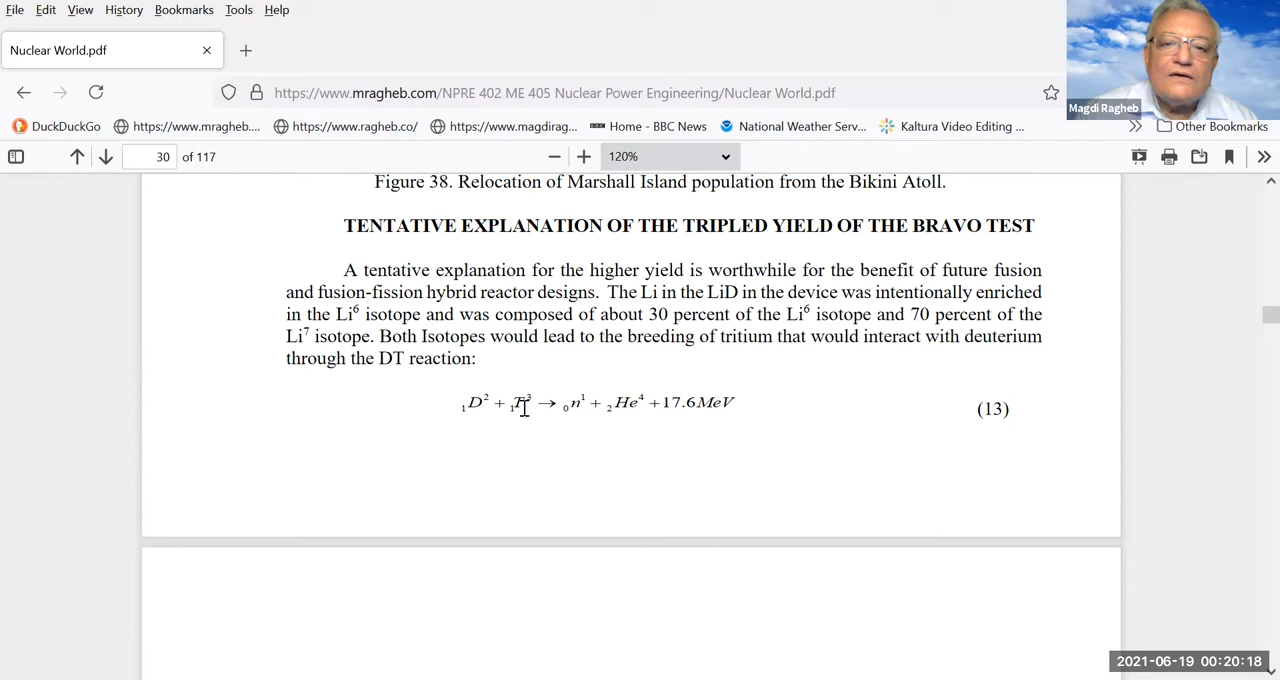 File Edit View History Bookmarks Tools Help
Nuclear World.pdf
https://www.mragheb.com/NPRE 402 ME 405 Nuclear Power Engineering/Nuclear World.pdf
Magdi Ragheb
DuckDuckGo https://www.mragheb.... https://www.ragheb.co/ https://www.magdirag... Home - BBC News National Weather Serv... Kaltura Video Editing ... Other Bookmarks
30 of 117 120%
Figure 38. Relocation of Marshall Island population from the Bikini Atoll.
TENTATIVE EXPLANATION OF THE TRIPLED YIELD OF THE BRAVO TEST
A tentative explanation for the higher yield is worthwhile for the benefit of future fusion
and fusion-fission hybrid reactor designs. The Li in the LiD in the device was intentionally enriched
in the Li⁶ isotope and was composed of about 30 percent of the Li⁶ isotope and 70 percent of the
Li⁷ isotope. Both Isotopes would lead to the breeding of tritium that would interact with deuterium
through the DT reaction:
₁D² + ₁T³ → ₀n¹ + ₂He⁴ + 17.6MeV (13)
2021-06-19 00:20:18